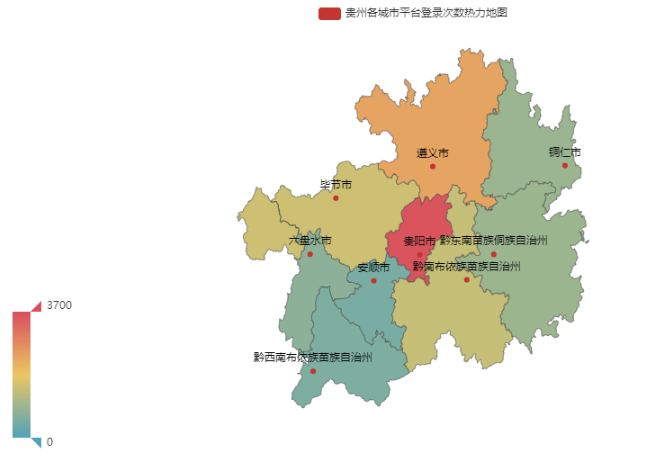 贵州各城市平台登录次数热力地图
遵义市
铜仁市
毕节市
六盘水市
贵阳市
黔东南苗族侗族自治州
安顺市
黔南布依族苗族自治州
3700
黔西南布依族苗族自治州
0